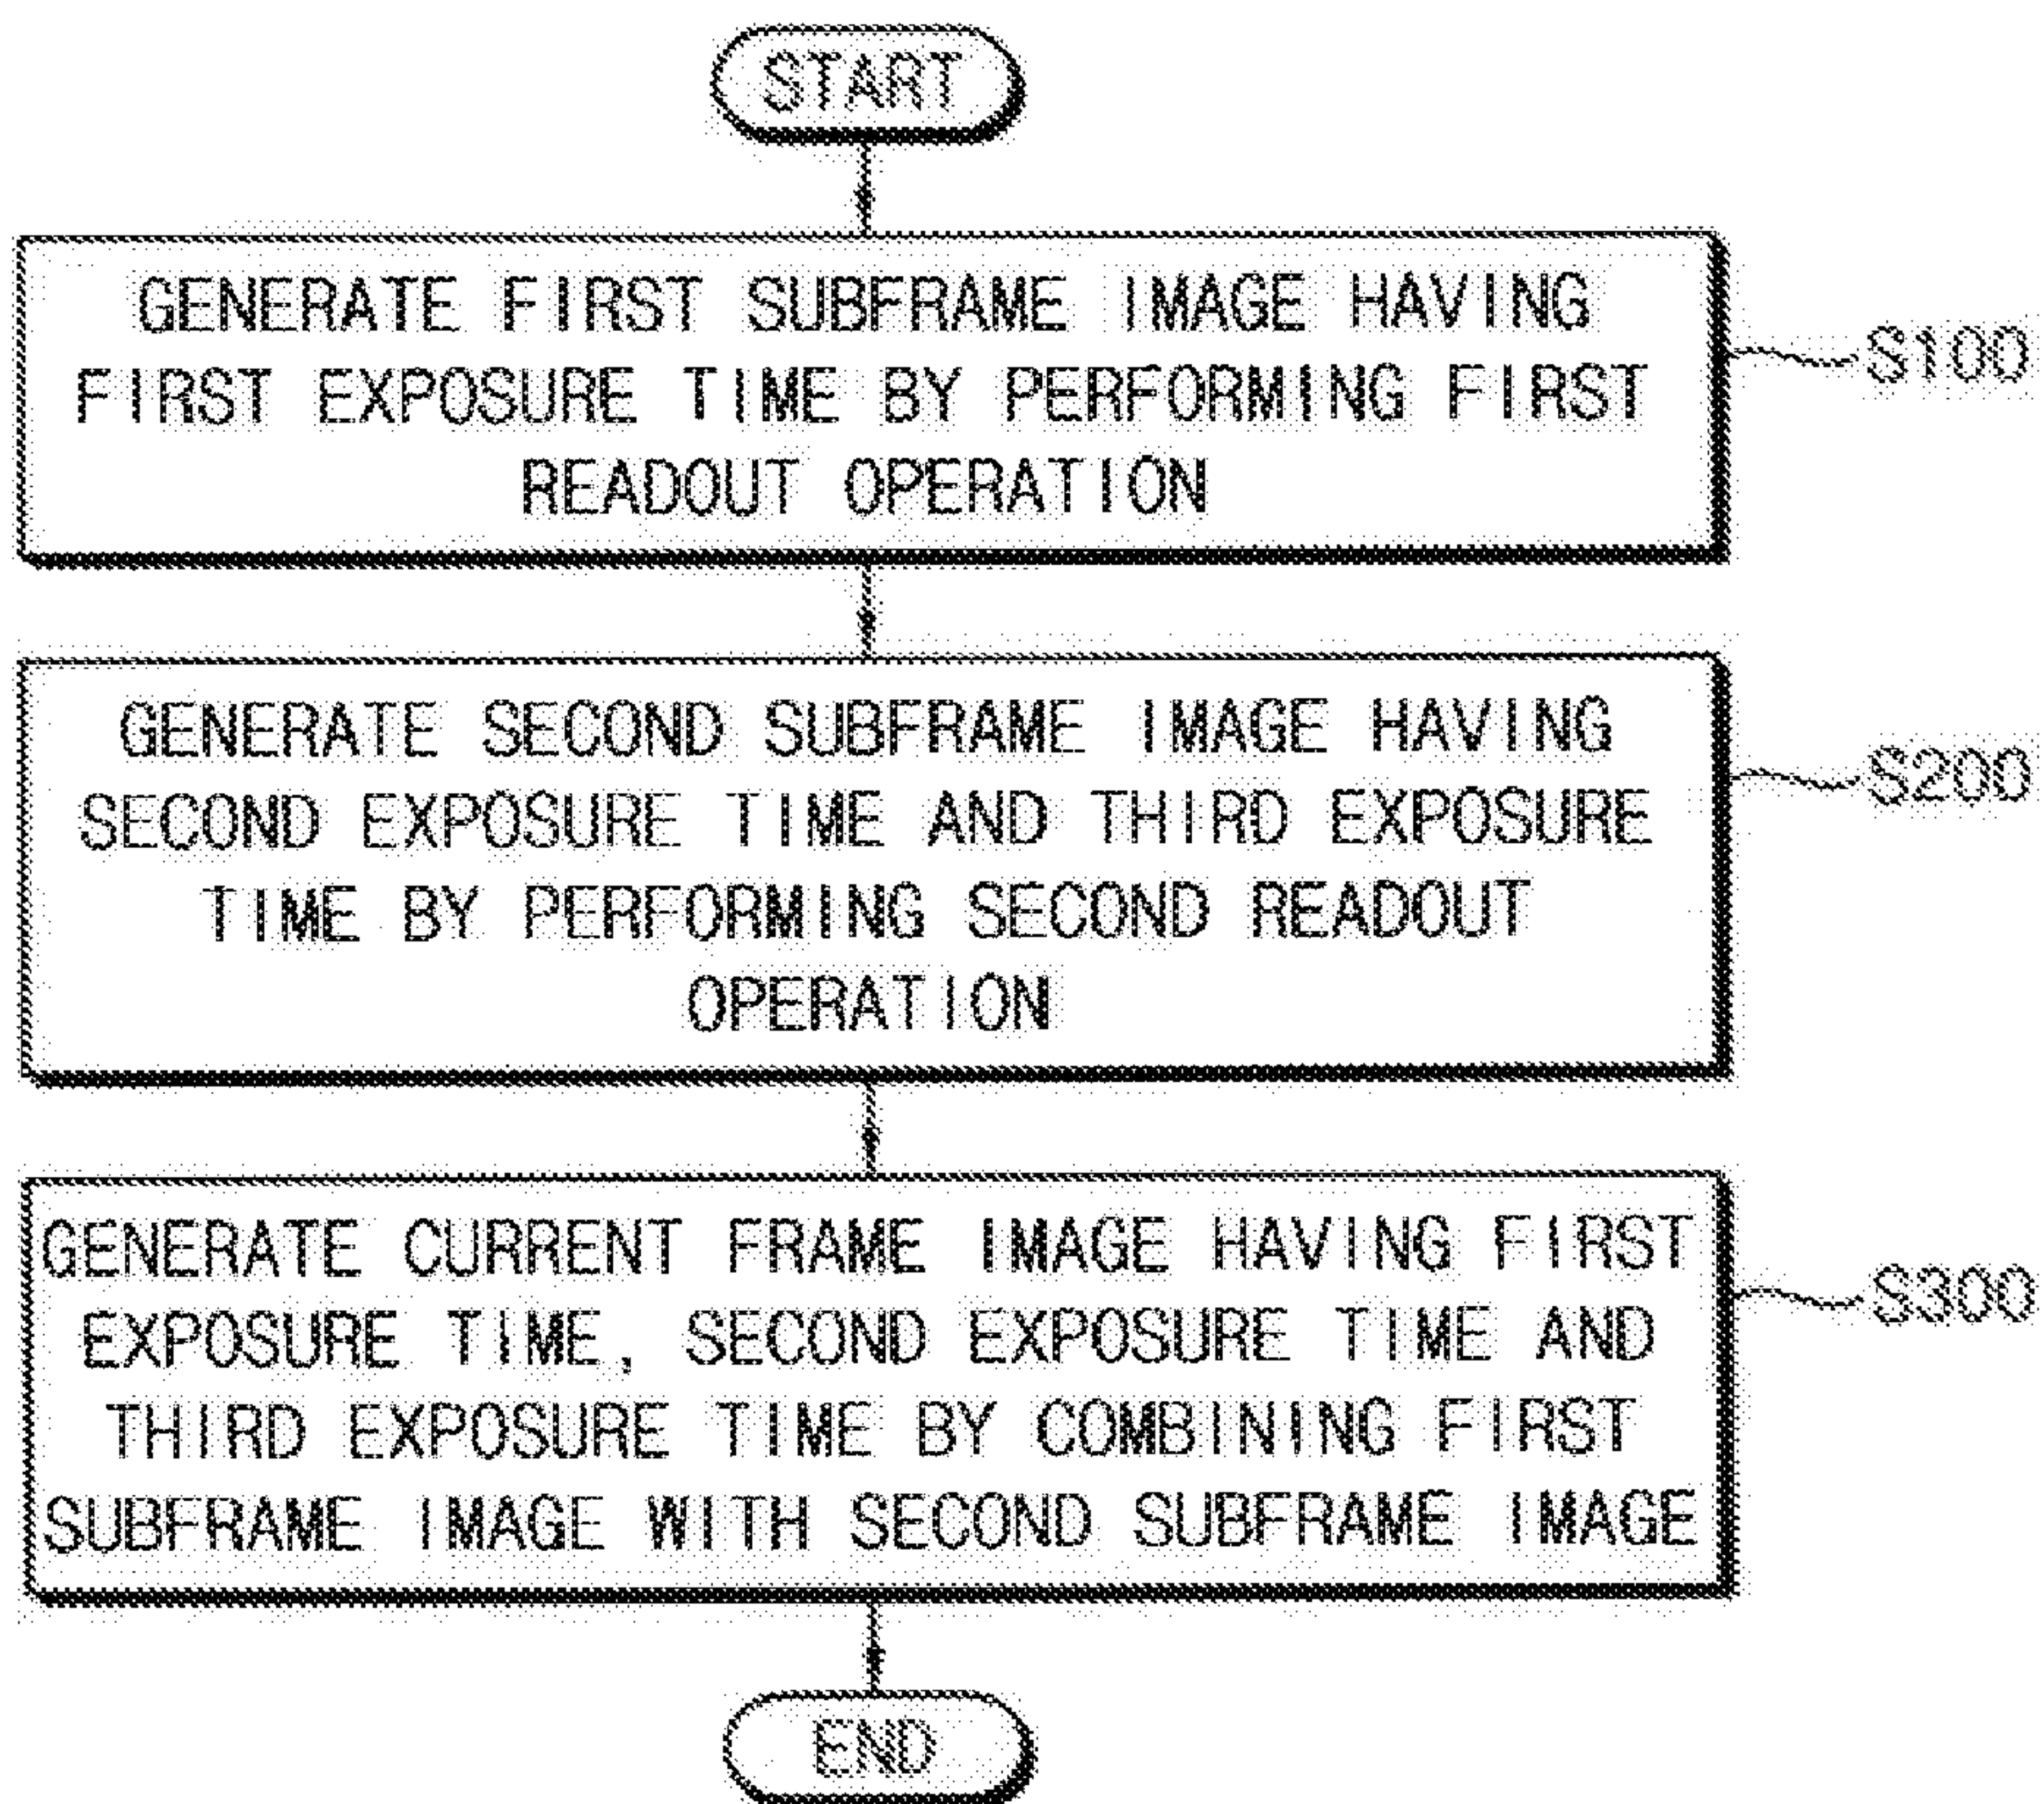 START
GENERATE FIRST SUBFRAME IMAGE HAVING
FIRST EXPOSURE TIME BY PERFORMING FIRST
READOUT OPERATION
S100
GENERATE SECOND SUBFRAME IMAGE HAVING
SECOND EXPOSURE TIME AND THIRD EXPOSURE
TIME BY PERFORMING SECOND READOUT
OPERATION
S200
GENERATE CURRENT FRAME IMAGE HAVING FIRST
EXPOSURE TIME, SECOND EXPOSURE TIME AND
THIRD EXPOSURE TIME BY COMBINING FIRST
SUBFRAME IMAGE WITH SECOND SUBFRAME IMAGE
S300
END